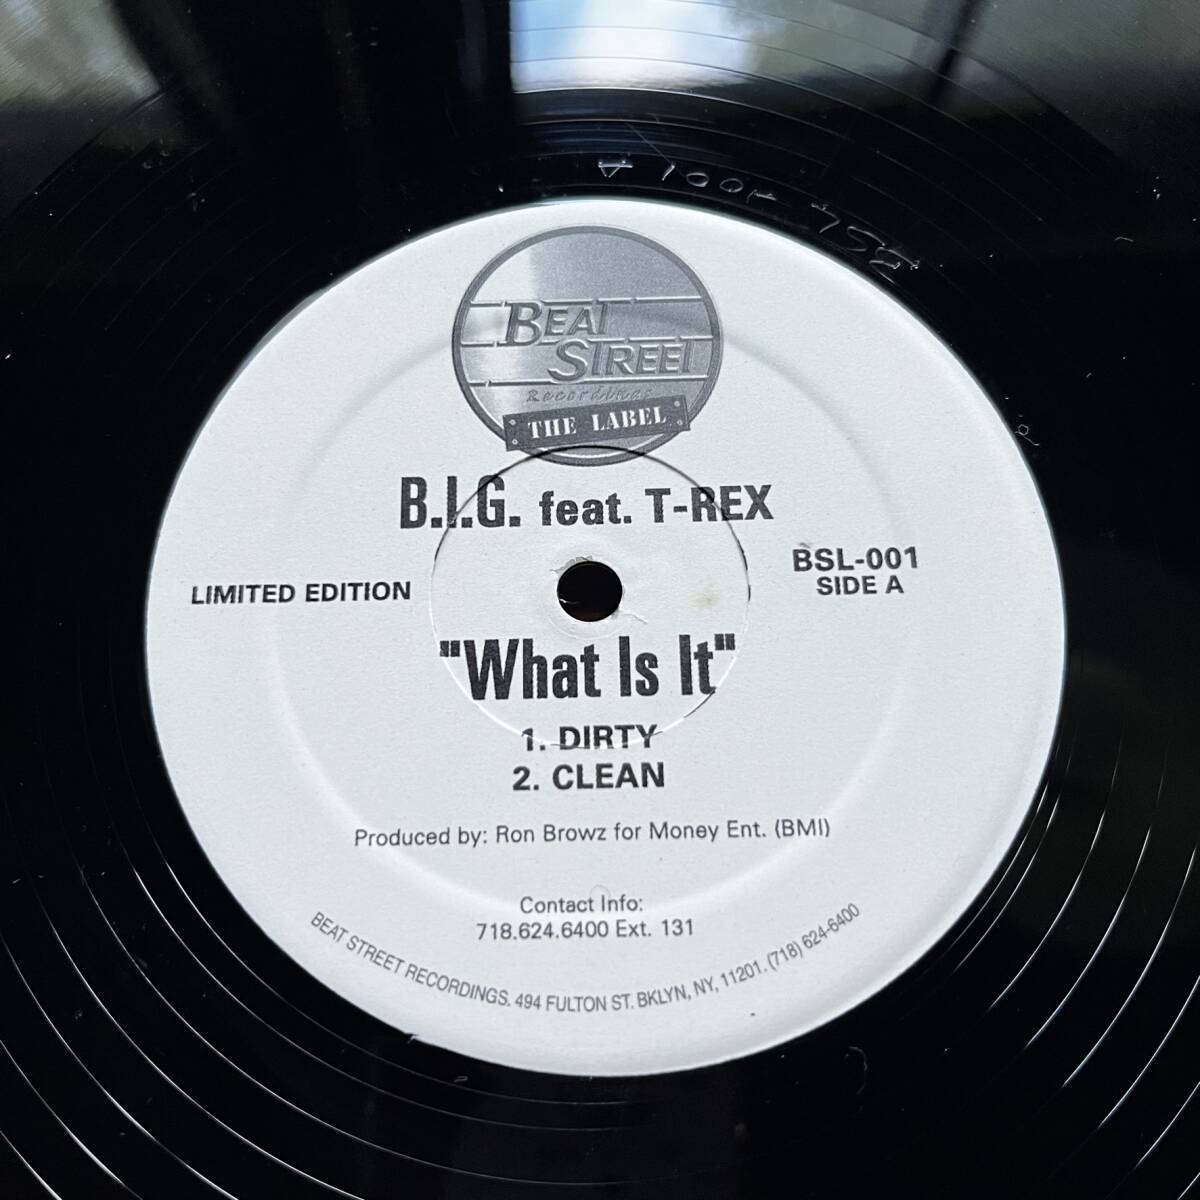 BSL 4001 A
BEAT
STREET
Recordings
THE LABEL
B.I.G. feat. T-REX
LIMITED EDITION
BSL-001
SIDE A
"What Is It"
1. DIRTY
2. CLEAN
Produced by: Ron Browz for Money Ent. (BMI)
Contact Info:
718.624.6400 Ext. 131
BEAT STREET RECORDINGS. 494 FULTON ST. BKLYN, NY, 11201. (718) 624-6400